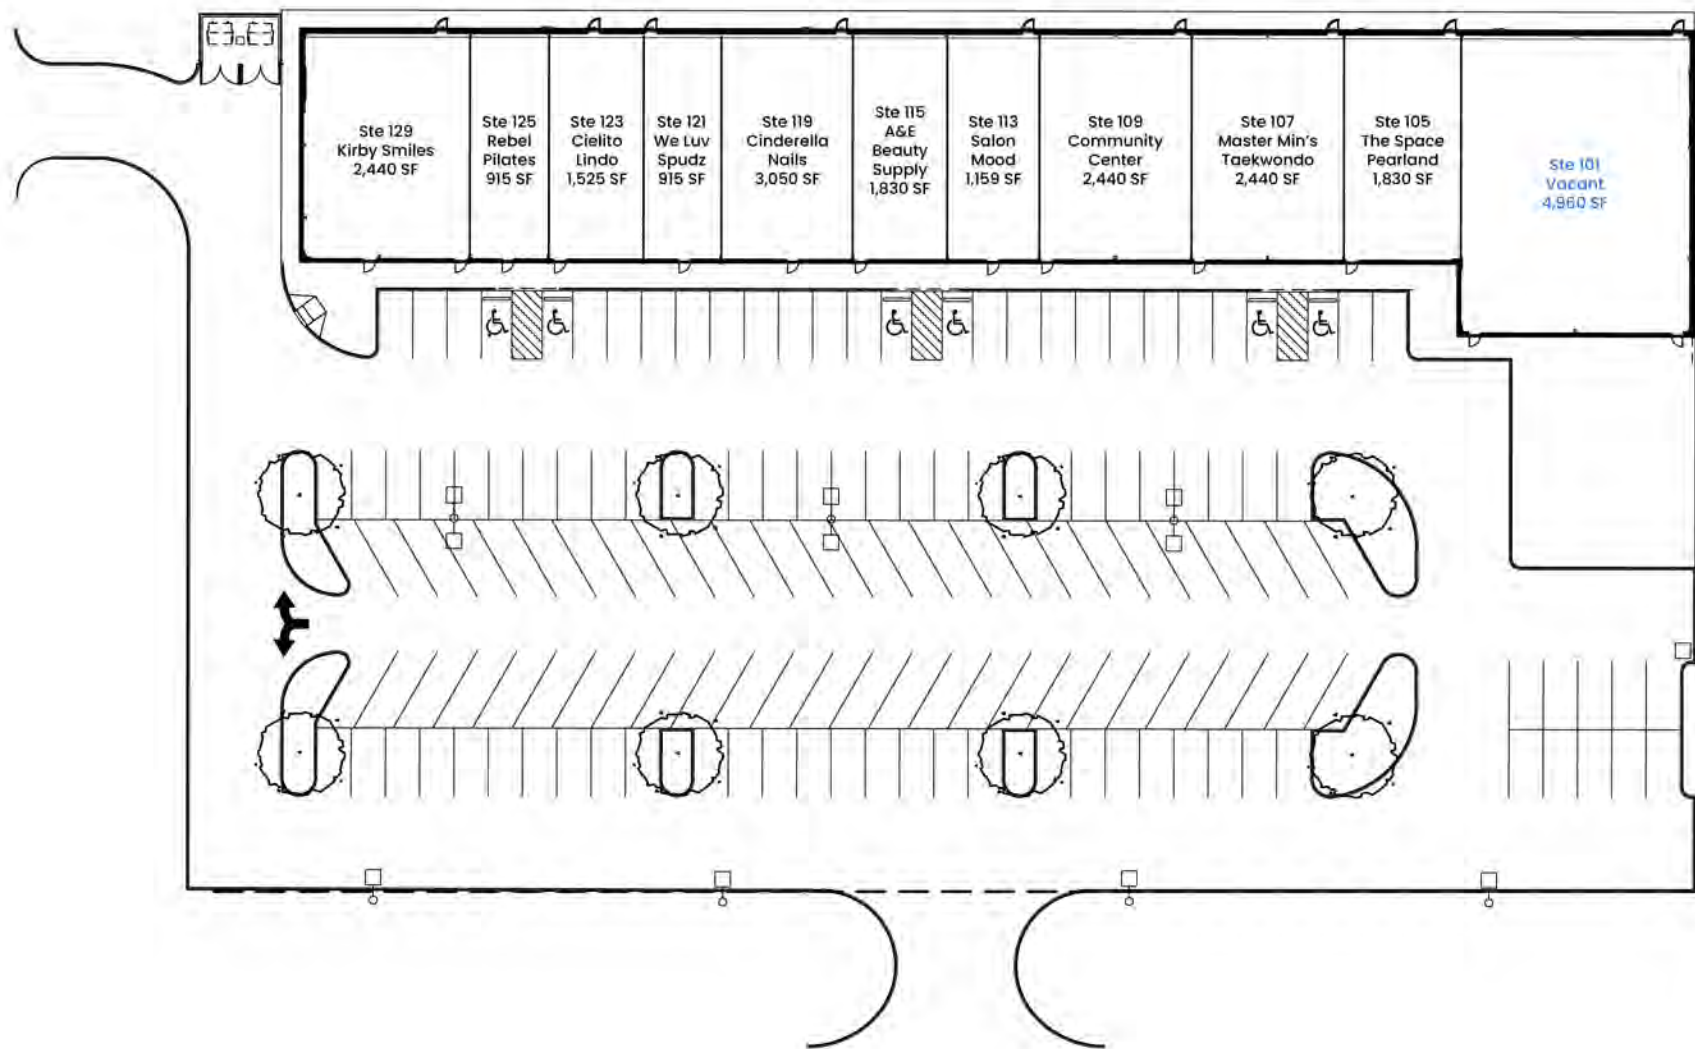 Ste 129
Kirby Smiles
2,440 SF
Ste 125
Rebel
Pilates
915 SF
Ste 123
Cielito
Lindo
1,525 SF
Ste 121
We Luv
Spudz
915 SF
Ste 119
Cinderella
Nails
3,050 SF
Ste 115
A&E
Beauty
Supply
1,830 SF
Ste 113
Salon
Mood
1,159 SF
Ste 109
Community
Center
2,440 SF
Ste 107
Master Min's
Taekwondo
2,440 SF
Ste 105
The Space
Pearland
1,830 SF
Ste 101
Vacant
4,960 SF